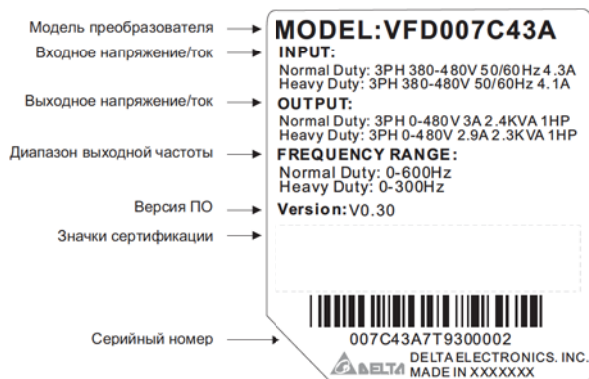 Модель преобразователя
MODEL:VFD007C43A
Входное напряжение/ток
INPUT:
Normal Duty: 3PH 380-480V 50/60Hz 4.3A
Heavy Duty: 3PH 380-480V 50/60Hz 4.1A
Выходное напряжение/ток
OUTPUT:
Normal Duty: 3PH 0-480V 3A 2.4KVA 1HP
Heavy Duty: 3PH 0-480V 2.9A 2.3KVA 1HP
Диапазон выходной частоты
FREQUENCY RANGE:
Normal Duty: 0-600Hz
Heavy Duty: 0-300Hz
Версия ПО
Version:V0.30
Значки сертификации
Серийный номер
007C43A7T9300002
DELTA
DELTA ELECTRONICS. INC.
MADE IN XXXXXXX